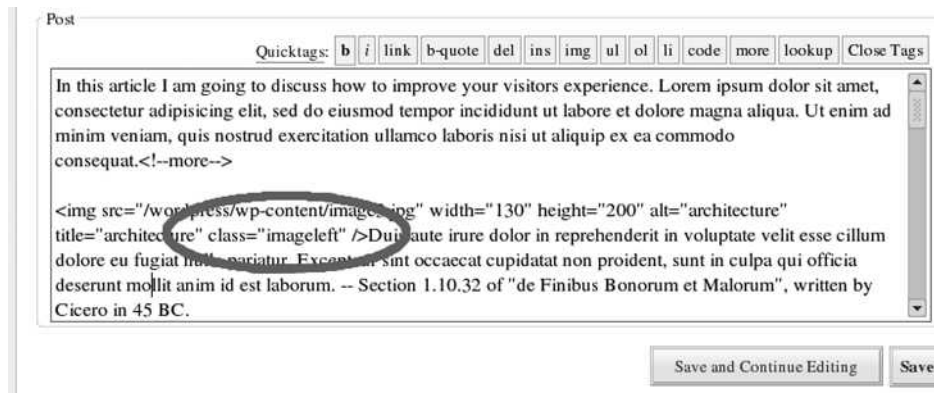 Post
Quicktags: b i link b-quote del ins img ul ol li code more lookup Close Tags
In this article I am going to discuss how to improve your visitors experience. Lorem ipsum dolor sit amet,
consectetur adipisicing elit, sed do eiusmod tempor incididunt ut labore et dolore magna aliqua. Ut enim ad
minim veniam, quis nostrud exercitation ullamco laboris nisi ut aliquip ex ea commodo
consequat.<!--more-->
<img src="/wordpress/wp-content/image3.jpg" width="130" height="200" alt="architecture"
title="architecture" class="imageleft" />Duis aute irure dolor in reprehenderit in voluptate velit esse cillum
dolore eu fugiat nulla pariatur. Excepteur sint occaecat cupidatat non proident, sunt in culpa qui officia
deserunt mollit anim id est laborum. -- Section 1.10.32 of "de Finibus Bonorum et Malorum", written by
Cicero in 45 BC.
Save and Continue Editing Save